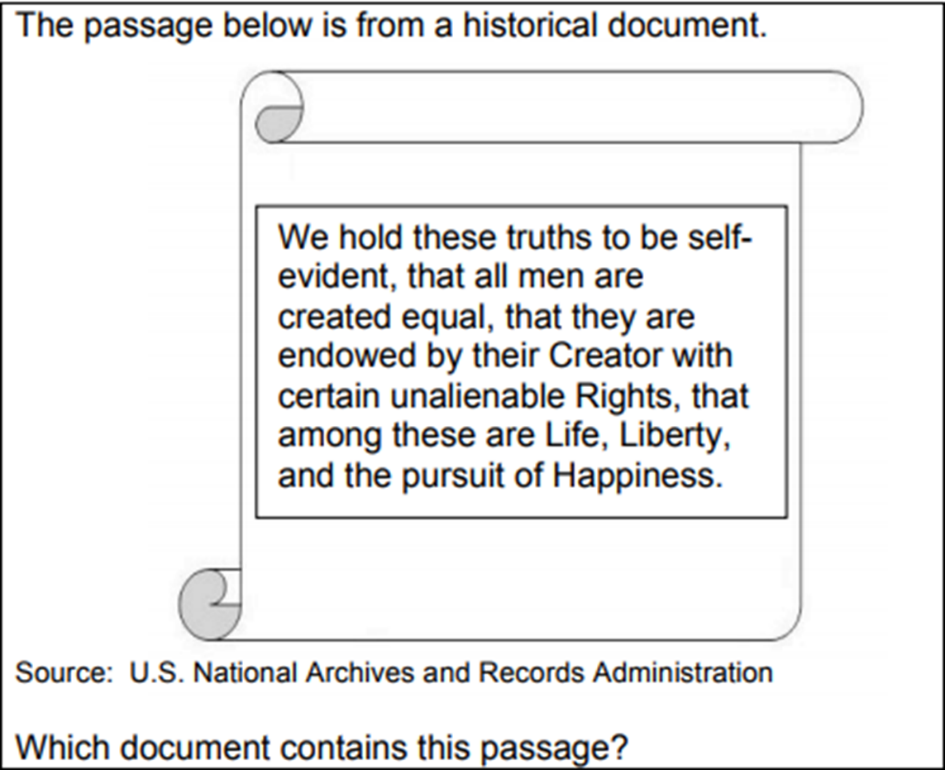 The passage below is from a historical document.
We hold these truths to be self-
evident, that all men are
created equal, that they are
endowed by their Creator with
certain unalienable Rights, that
among these are Life, Liberty,
and the pursuit of Happiness.
Source: U.S. National Archives and Records Administration
Which document contains this passage?